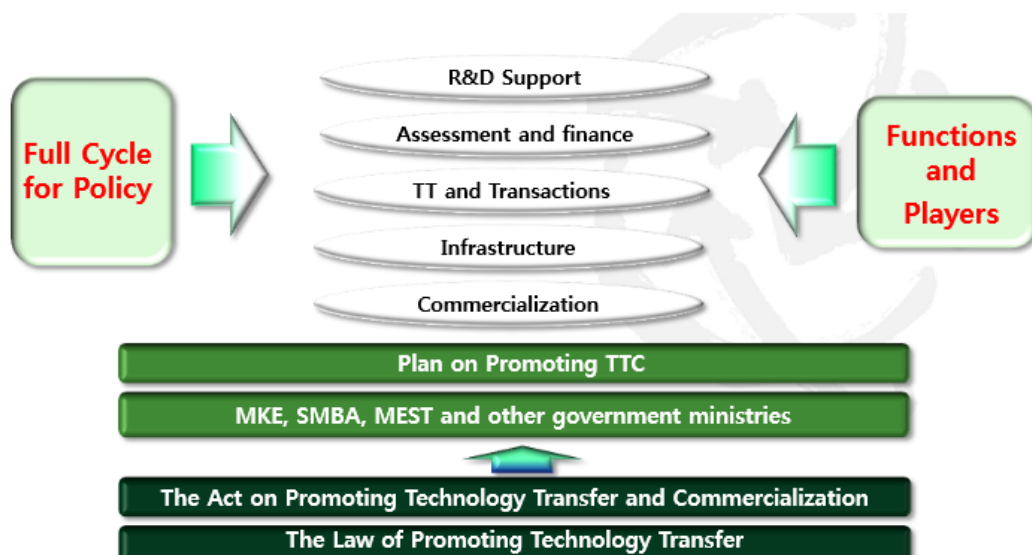 R&D Support
Full Cycle
for Policy
Assessment and finance
TT and Transactions
Infrastructure
Commercialization
Functions
and
Players
Plan on Promoting TTC
MKE, SMBA, MEST and other government ministries
The Act on Promoting Technology Transfer and Commercialization
The Law of Promoting Technology Transfer